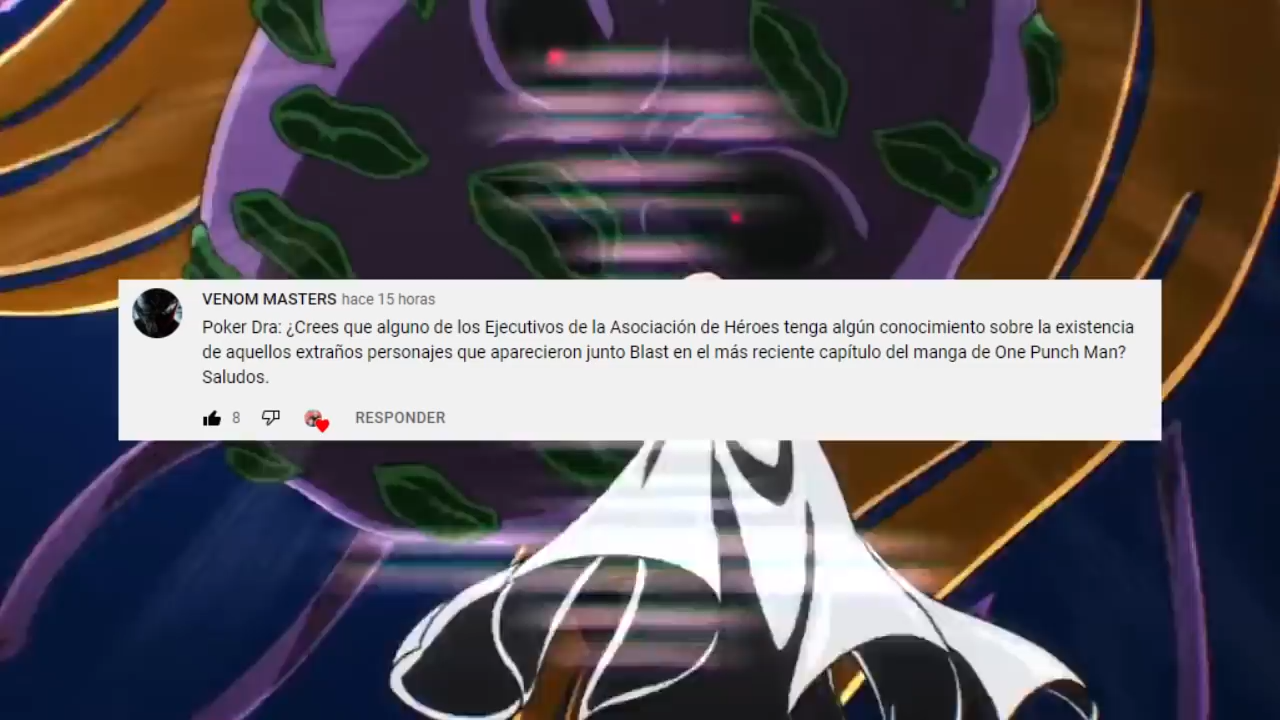 VENOM MASTERS hace 15 horas
Poker Dra: ¿Crees que alguno de los Ejecutivos de la Asociación de Héroes tenga algún conocimiento sobre la existencia
de aquellos extraños personajes que aparecieron junto Blast en el más reciente capítulo del manga de One Punch Man?
Saludos.
8 RESPONDER